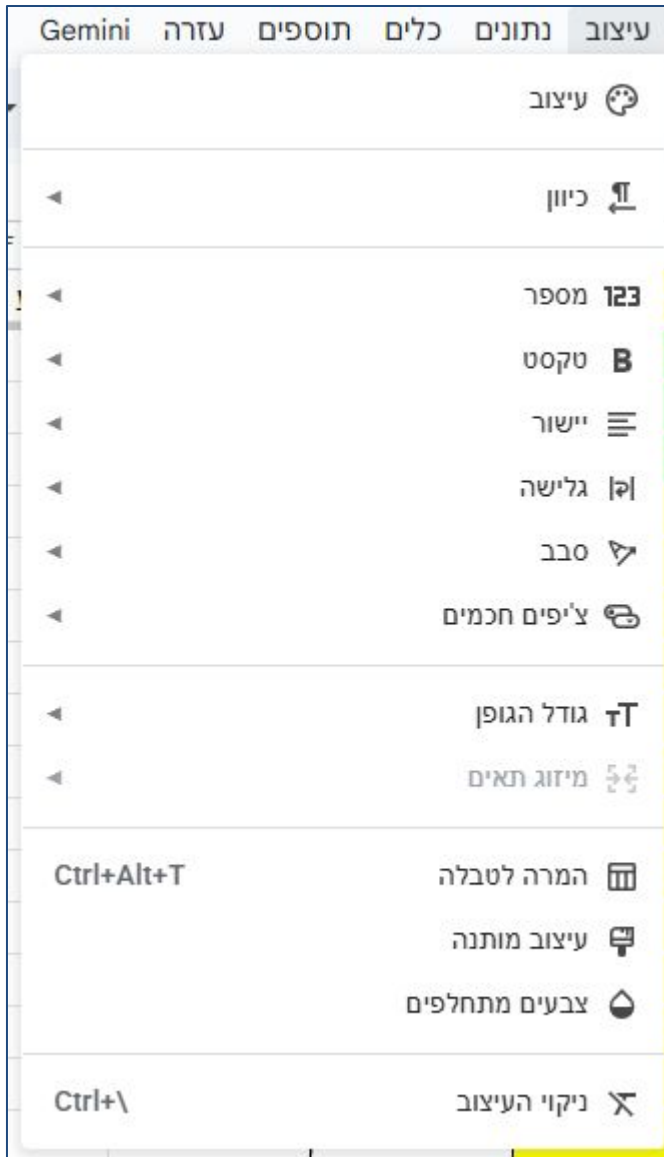 עיצוב נתונים כלים תוספים עזרה Gemini
עיצוב
כיוון
123 מספר
B טקסט
יישור
גלישה
סבב
צ'יפים חכמים
גודל הגופן
מיזוג תאים
המרה לטבלה Ctrl+Alt+T
עיצוב מותנה
צבעים מתחלפים
ניקוי העיצוב Ctrl+\